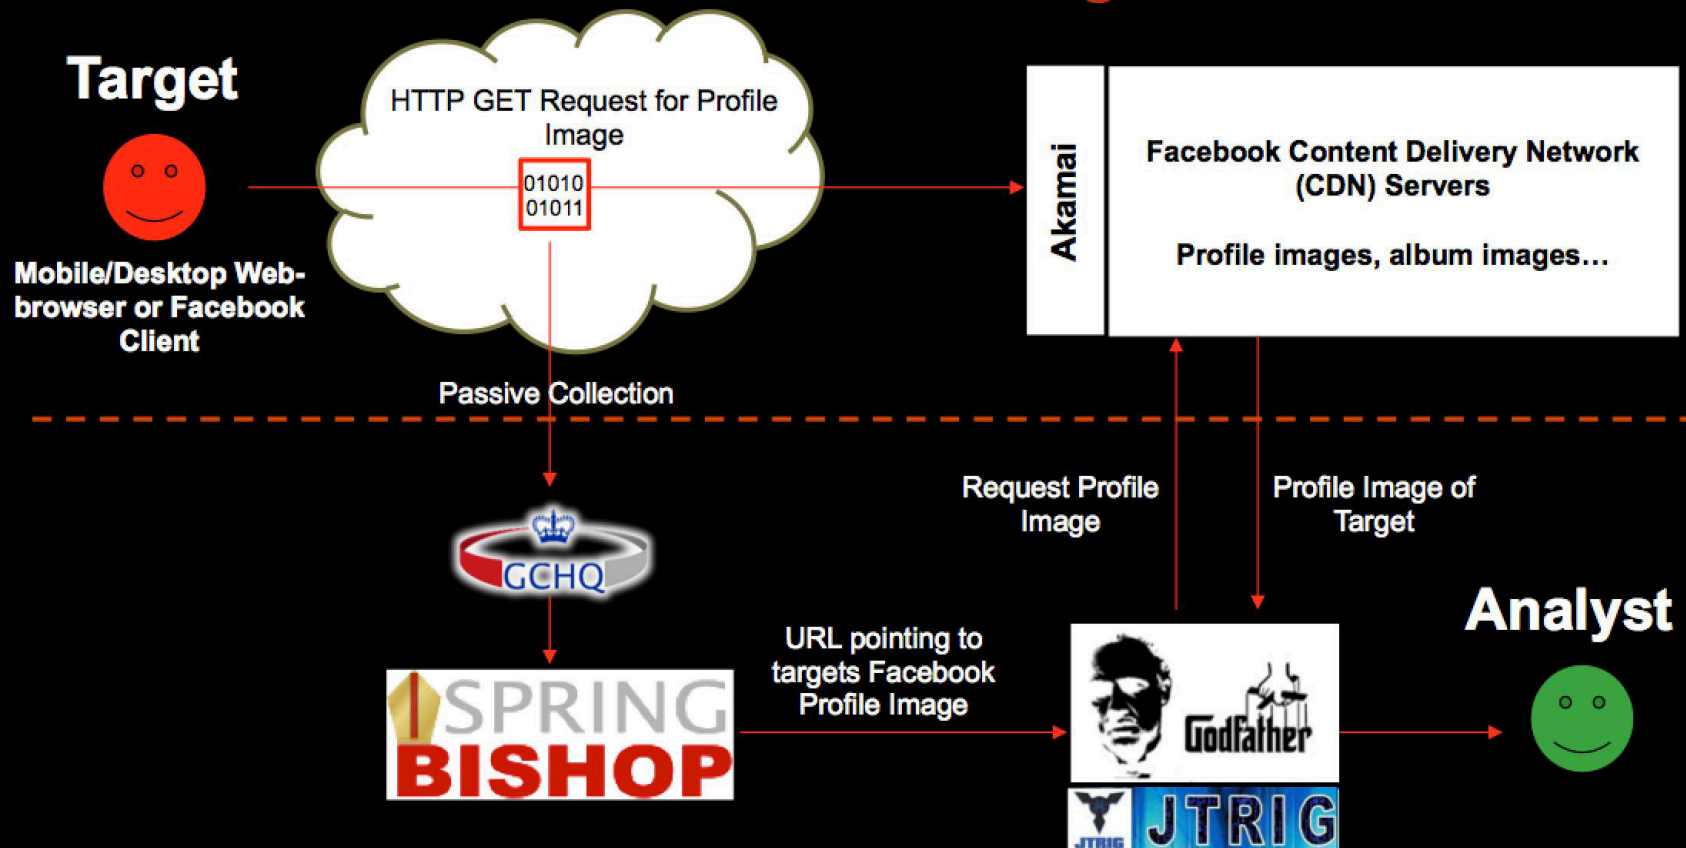 Target
HTTP GET Request for Profile
Image
01010
01011
Mobile/Desktop Web-
browser or Facebook
Client
Akamai
Facebook Content Delivery Network
(CDN) Servers
Profile images, album images…
Passive Collection
Request Profile
Image
Profile Image of
Target
GCHQ
Analyst
URL pointing to
targets Facebook
Profile Image
SPRING
BISHOP
Godfather
JTRIG
JTRIG